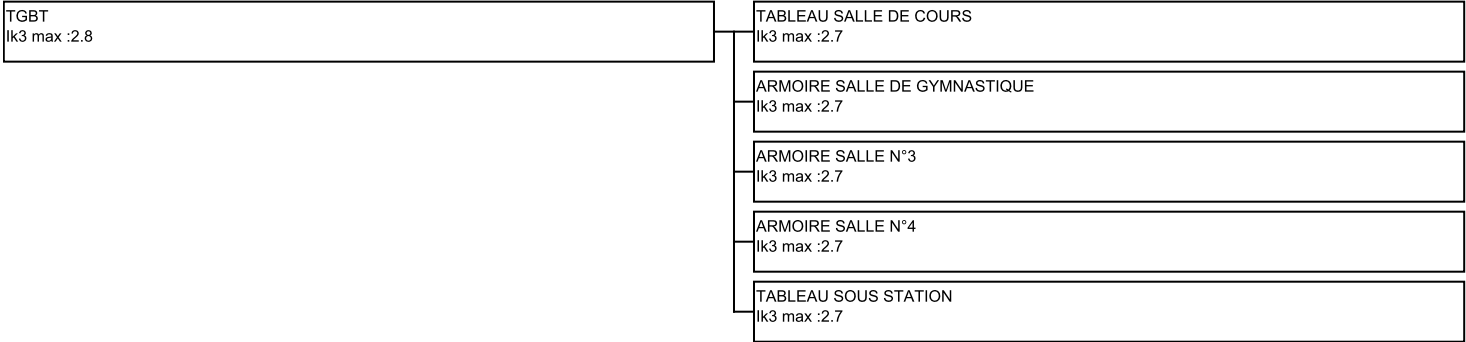 TGBT
Ik3 max :2.8
TABLEAU SALLE DE COURS
Ik3 max :2.7
ARMOIRE SALLE DE GYMNASTIQUE
Ik3 max :2.7
ARMOIRE SALLE N°3
Ik3 max :2.7
ARMOIRE SALLE N°4
Ik3 max :2.7
TABLEAU SOUS STATION
Ik3 max :2.7